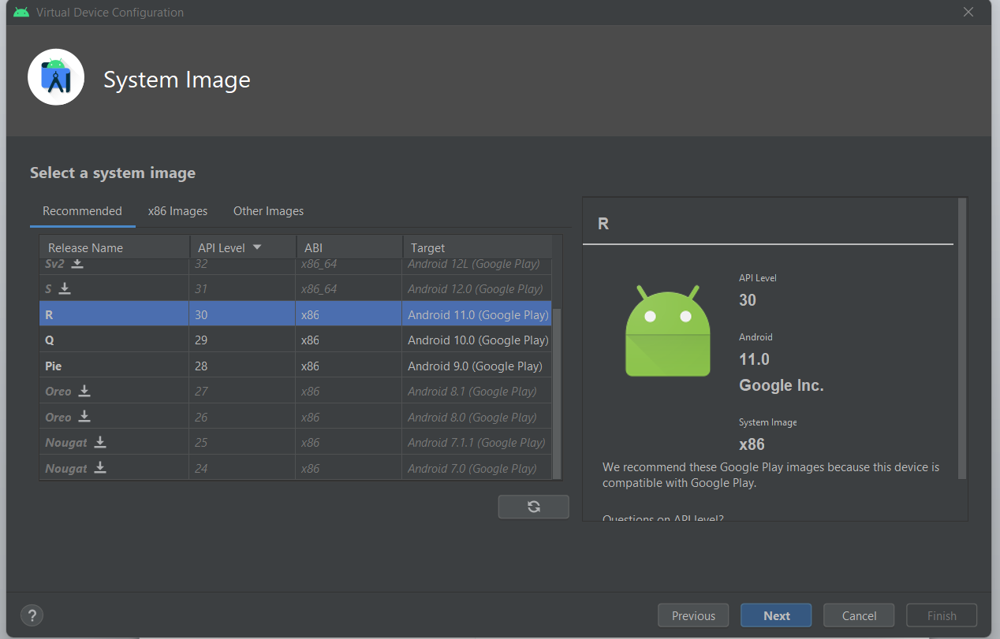 Virtual Device Configuration
System Image
Select a system image
Recommended x86 Images Other Images
Release Name API Level ABI Target
Sv2 32 x86_64 Android 12L (Google Play)
S 31 x86_64 Android 12.0 (Google Play)
R 30 x86 Android 11.0 (Google Play)
Q 29 x86 Android 10.0 (Google Play)
Pie 28 x86 Android 9.0 (Google Play)
Oreo 27 x86 Android 8.1 (Google Play)
Oreo 26 x86 Android 8.0 (Google Play)
Nougat 25 x86 Android 7.1.1 (Google Play)
Nougat 24 x86 Android 7.0 (Google Play)
R
API Level
30
Android
11.0
Google Inc.
System Image
x86
We recommend these Google Play images because this device is
compatible with Google Play.
Questions on API level?
? Previous Next Cancel Finish